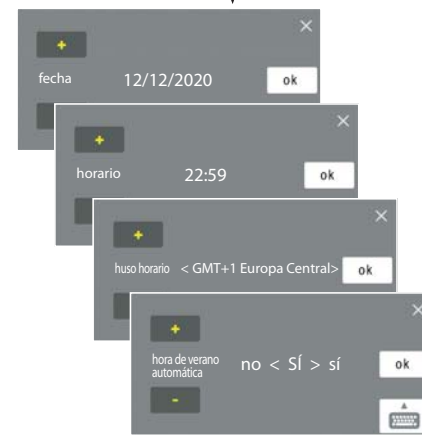 +
fecha 12/12/2020 ok
+
horario 22:59 ok
+
huso horario < GMT+1 Europa Central> ok
+
hora de verano
automática no < SÍ > sí ok
-